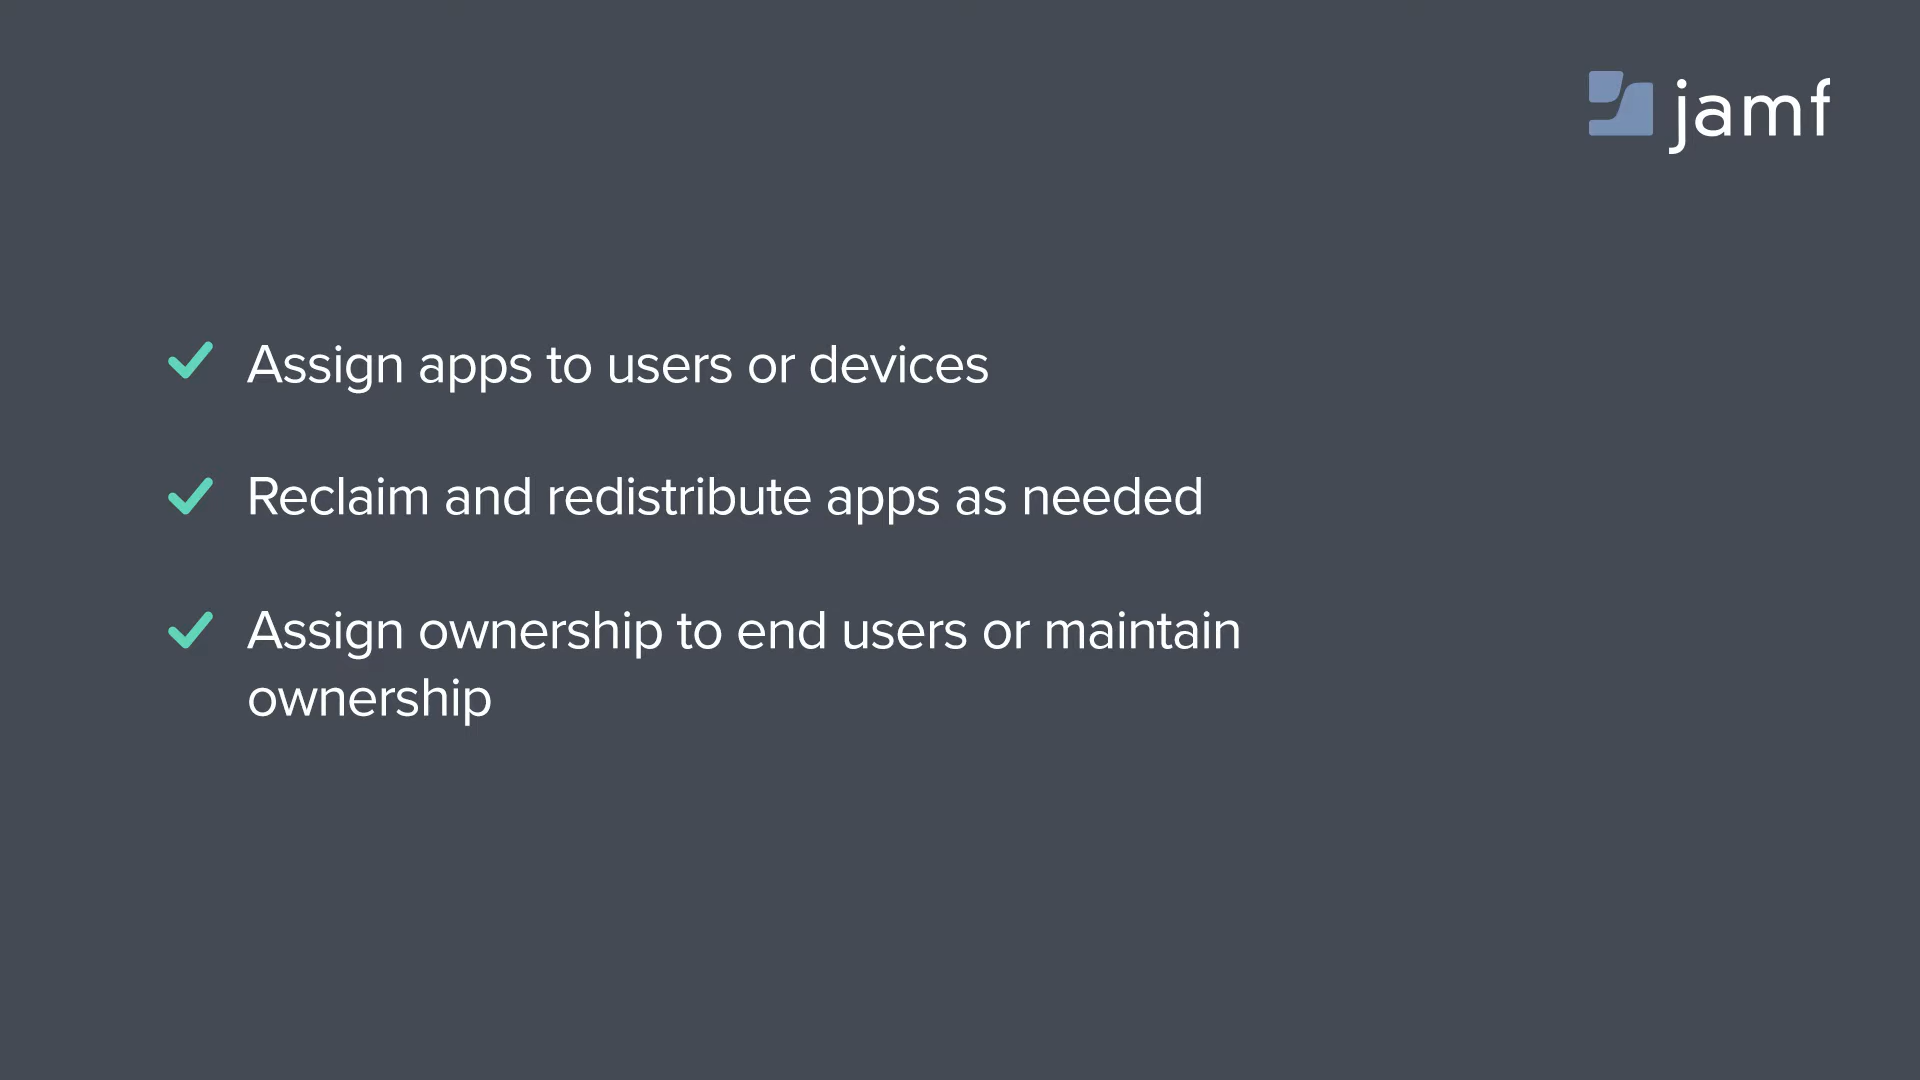 jamf
Assign apps to users or devices
Reclaim and redistribute apps as needed
Assign ownership to end users or maintain
ownership